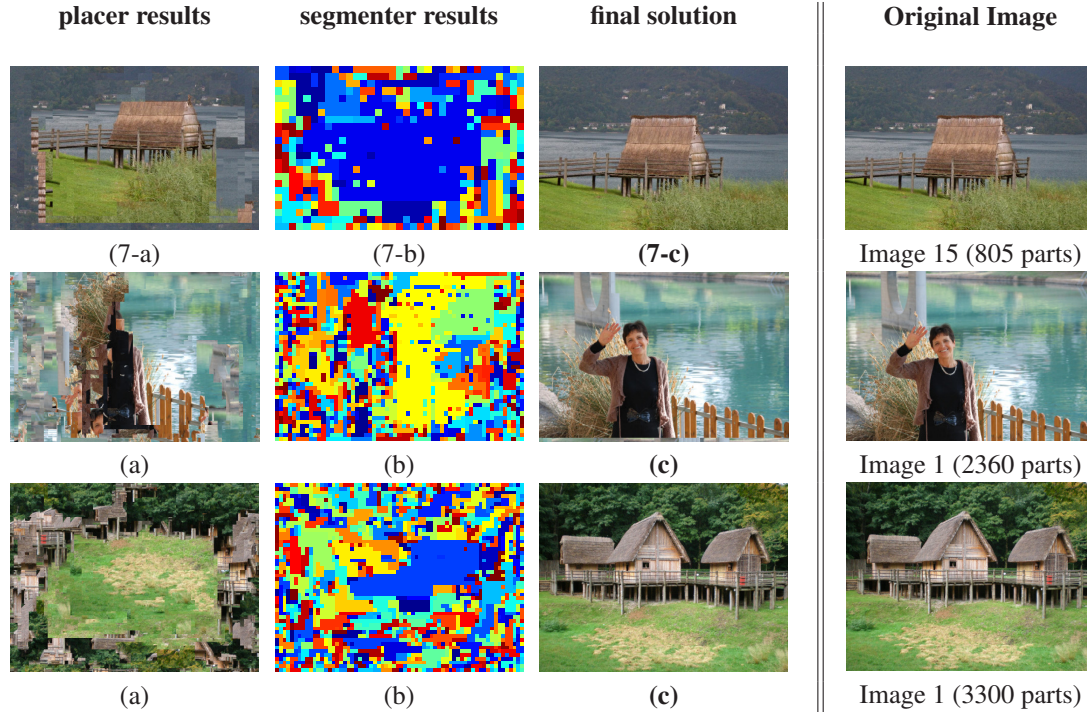 placer results segmenter results final solution Original Image
(7-a) (7-b) (7-c) Image 15 (805 parts)
(a) (b) (c) Image 1 (2360 parts)
(a) (b) (c) Image 1 (3300 parts)